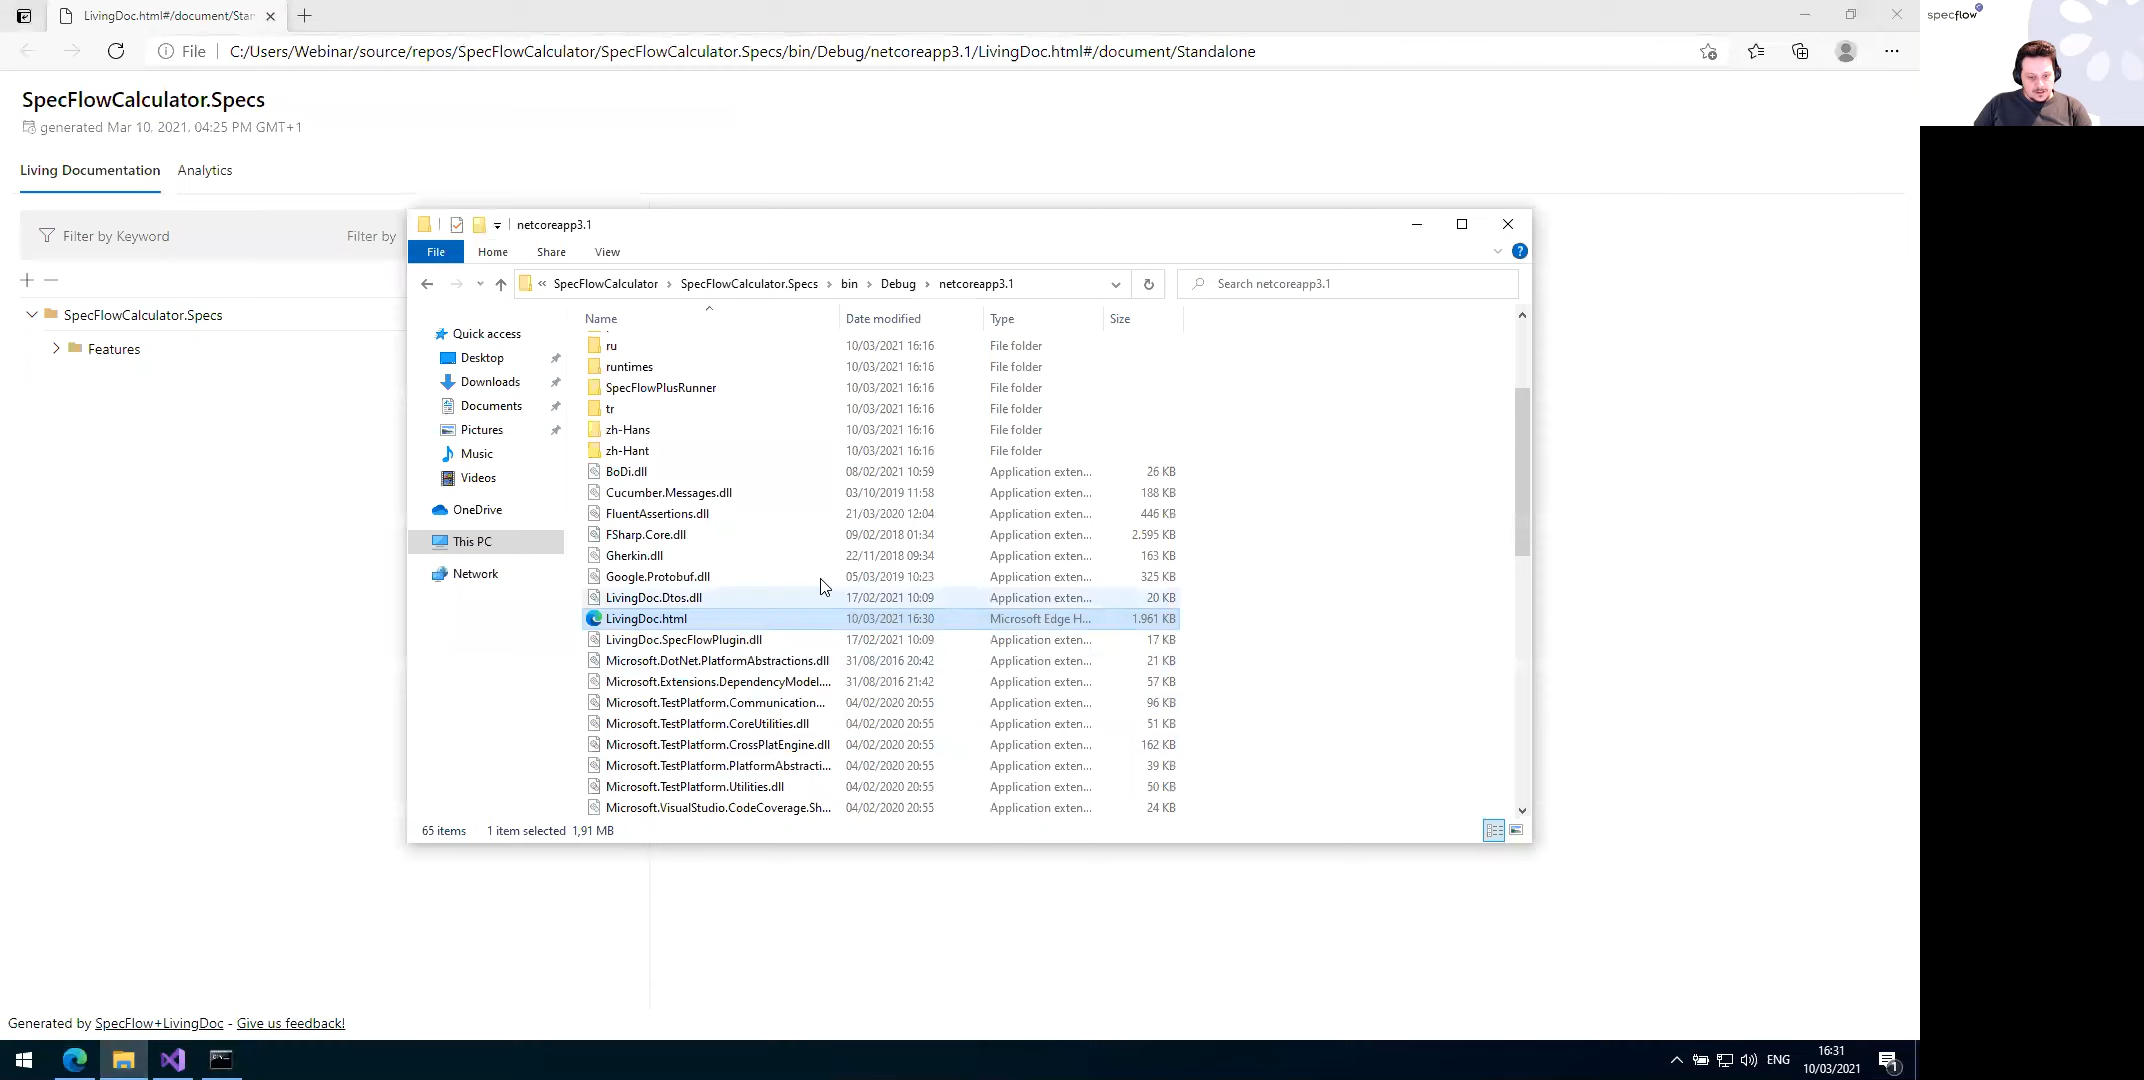 LivingDoc.html#/document/Stan
specflow
File
C:/Users/Webinar/source/repos/SpecFlowCalculator/SpecFlowCalculator.Specs/bin/Debug/netcoreapp3.1/LivingDoc.html#/document/Standalone
SpecFlowCalculator.Specs
generated Mar 10, 2021, 04:25 PM GMT+1
Living Documentation Analytics
Filter by Keyword Filter by
SpecFlowCalculator.Specs
Features
netcoreapp3.1
File Home Share View
« SpecFlowCalculator › SpecFlowCalculator.Specs › bin › Debug › netcoreapp3.1
Search netcoreapp3.1
Quick access
Desktop
Downloads
Documents
Pictures
Music
Videos
OneDrive
This PC
Network
Name Date modified Type Size
ru 10/03/2021 16:16 File folder
runtimes 10/03/2021 16:16 File folder
SpecFlowPlusRunner 10/03/2021 16:16 File folder
tr 10/03/2021 16:16 File folder
zh-Hans 10/03/2021 16:16 File folder
zh-Hant 10/03/2021 16:16 File folder
BoDi.dll 08/02/2021 10:59 Application exten... 26 KB
Cucumber.Messages.dll 03/10/2019 11:58 Application exten... 188 KB
FluentAssertions.dll 21/03/2020 12:04 Application exten... 446 KB
FSharp.Core.dll 09/02/2018 01:34 Application exten... 2.595 KB
Gherkin.dll 22/11/2018 09:34 Application exten... 163 KB
Google.Protobuf.dll 05/03/2019 10:23 Application exten... 325 KB
LivingDoc.Dtos.dll 17/02/2021 10:09 Application exten... 20 KB
LivingDoc.html 10/03/2021 16:30 Microsoft Edge H... 1.961 KB
LivingDoc.SpecFlowPlugin.dll 17/02/2021 10:09 Application exten... 17 KB
Microsoft.DotNet.PlatformAbstractions.dll 31/08/2016 20:42 Application exten... 21 KB
Microsoft.Extensions.DependencyModel.... 31/08/2016 21:42 Application exten... 57 KB
Microsoft.TestPlatform.Communication... 04/02/2020 20:55 Application exten... 96 KB
Microsoft.TestPlatform.CoreUtilities.dll 04/02/2020 20:55 Application exten... 51 KB
Microsoft.TestPlatform.CrossPlatEngine.dll 04/02/2020 20:55 Application exten... 162 KB
Microsoft.TestPlatform.PlatformAbstracti... 04/02/2020 20:55 Application exten... 39 KB
Microsoft.TestPlatform.Utilities.dll 04/02/2020 20:55 Application exten... 50 KB
Microsoft.VisualStudio.CodeCoverage.Sh... 04/02/2020 20:55 Application exten... 24 KB
65 items 1 item selected 1,91 MB
Generated by SpecFlow+LivingDoc - Give us feedback!
ENG
16:31
10/03/2021
1